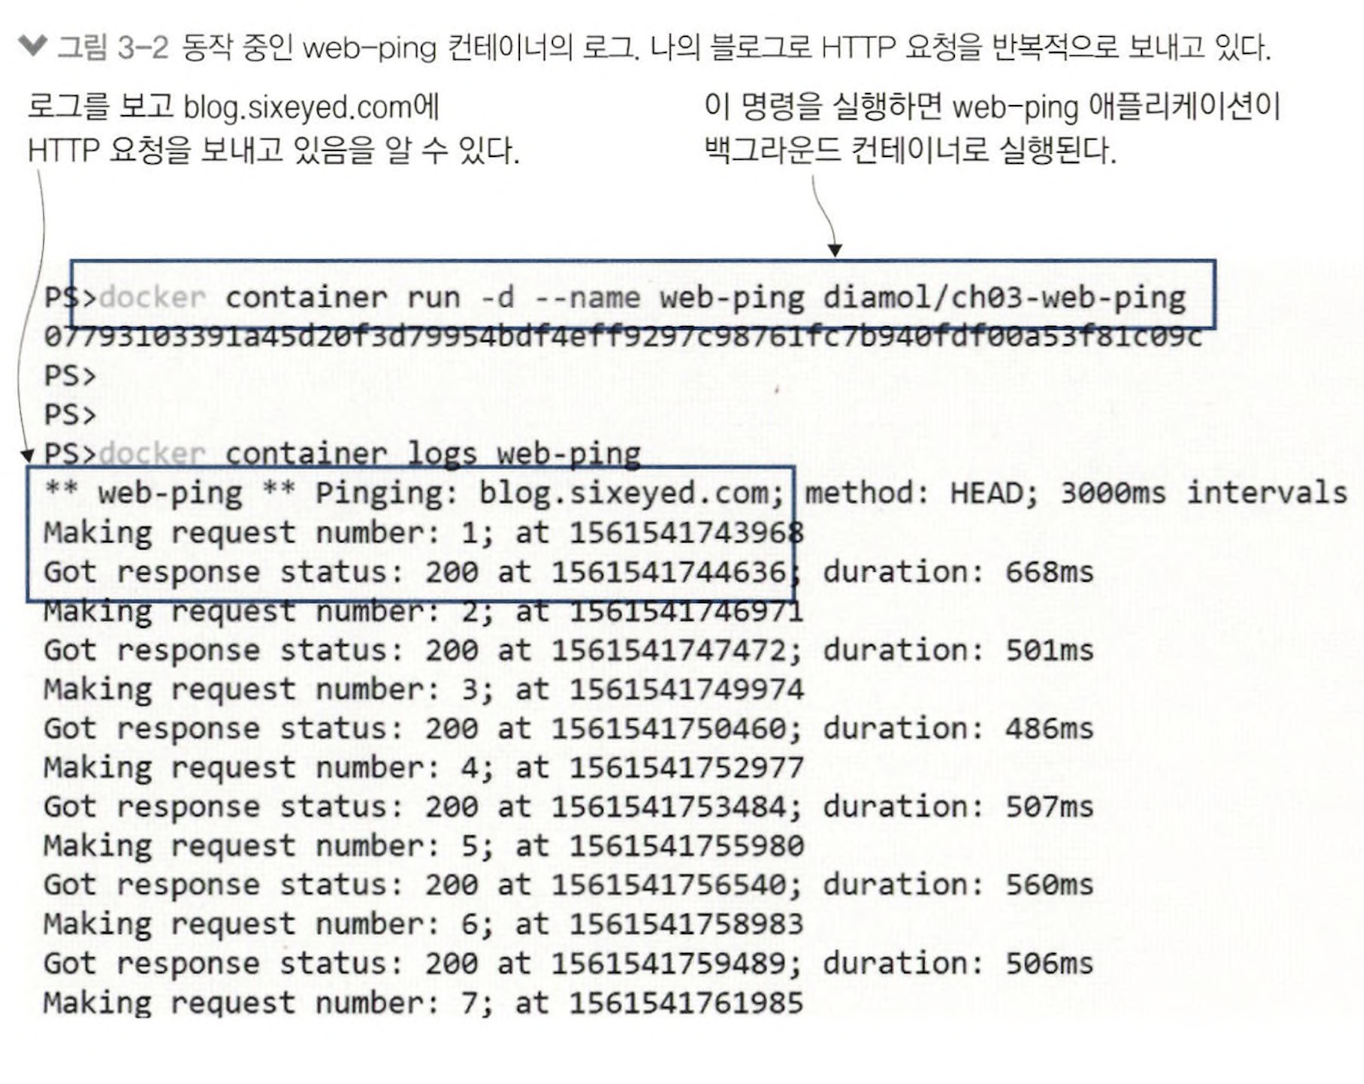 그림 3-2 동작 중인 web-ping 컨테이너의 로그. 나의 블로그로 HTTP 요청을 반복적으로 보내고 있다.
로그를 보고 blog.sixeyed.com에
HTTP 요청을 보내고 있음을 알 수 있다.
이 명령을 실행하면 web-ping 애플리케이션이
백그라운드 컨테이너로 실행된다.
PS>docker container run -d --name web-ping diamol/ch03-web-ping
07793103391a45d20f3d79954bdf4eff9297c98761fc7b940fdf00a53f81c09c
PS>
PS>
PS>docker container logs web-ping
** web-ping ** Pinging: blog.sixeyed.com; method: HEAD; 3000ms intervals
Making request number: 1; at 1561541743968
Got response status: 200 at 1561541744636; duration: 668ms
Making request number: 2; at 1561541746971
Got response status: 200 at 1561541747472; duration: 501ms
Making request number: 3; at 1561541749974
Got response status: 200 at 1561541750460; duration: 486ms
Making request number: 4; at 1561541752977
Got response status: 200 at 1561541753484; duration: 507ms
Making request number: 5; at 1561541755980
Got response status: 200 at 1561541756540; duration: 560ms
Making request number: 6; at 1561541758983
Got response status: 200 at 1561541759489; duration: 506ms
Making request number: 7; at 1561541761985